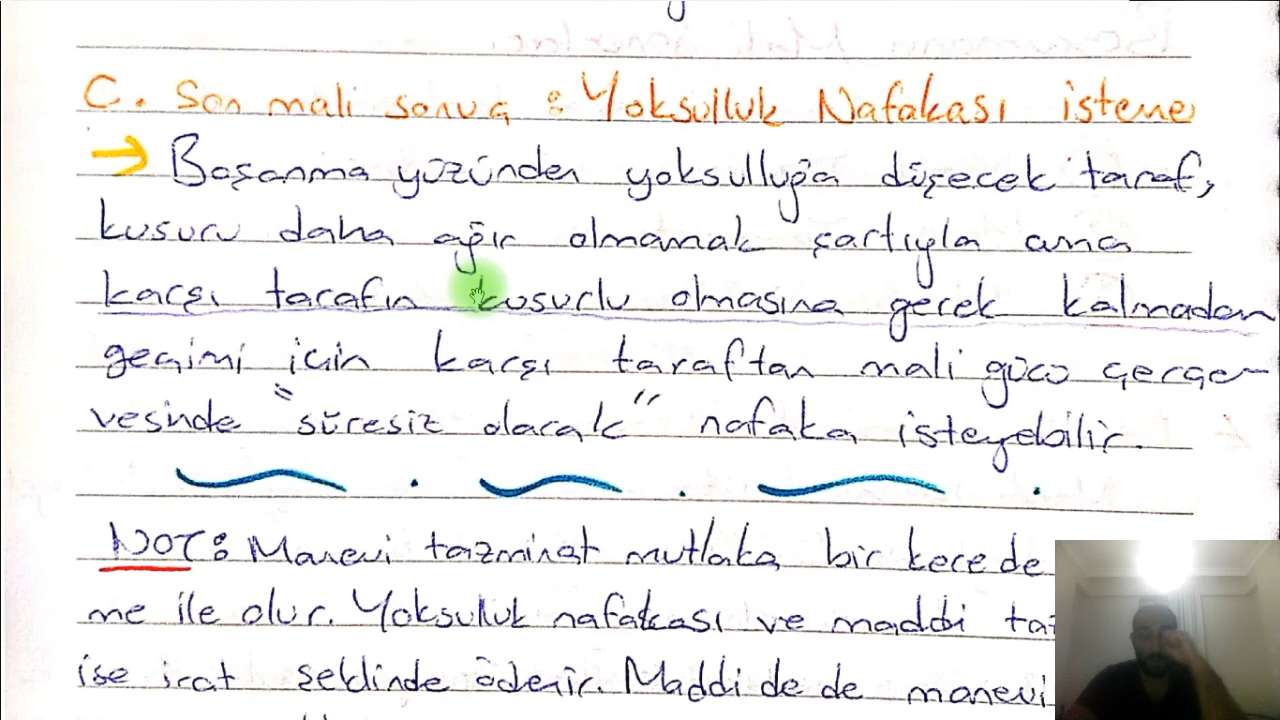 C. Son mali sonuç : Yoksulluk Nafakası isteme
→ Boşanma yüzünden yoksulluğa düşecek taraf,
kusuru daha ağır olmamak şartıyla ama
karşı tarafın kusurlu olmasına gerek kalmadan
geçimi için karşı taraftan mali gücü çerçe-
vesinde "süresiz olarak" nafaka isteyebilir.
NOT: Manevi tazminat mutlaka bir kere de
me ile olur. Yoksuluk nafakası ve maddi
ise irat şeklinde ödenir. Maddi de de manevi